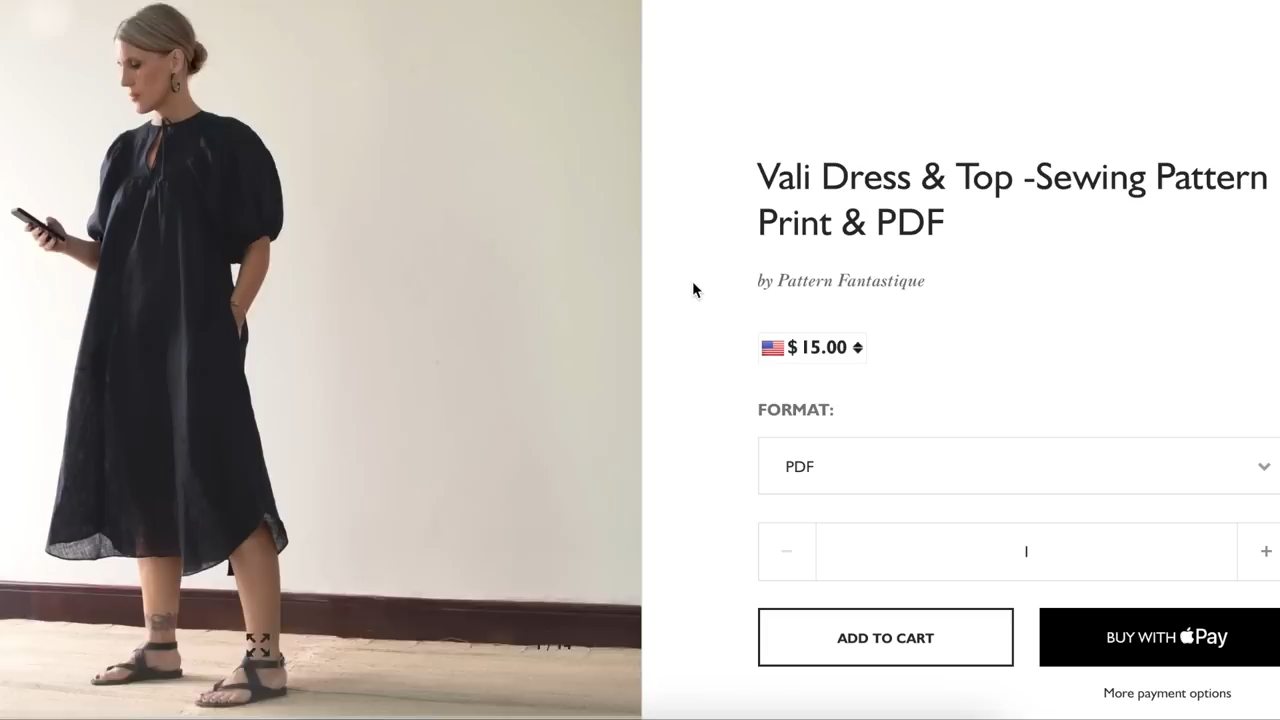 Vali Dress & Top -Sewing Pattern
Print & PDF
by Pattern Fantastique
$ 15.00
FORMAT:
PDF
− 1 +
ADD TO CART
BUY WITH Pay
More payment options